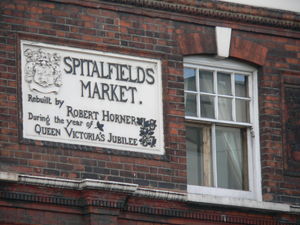 SPITALFIELDS
MARKET.
Rebuilt by
ROBERT HORNER
During the year of
QUEEN VICTORIA'S JUBILEE